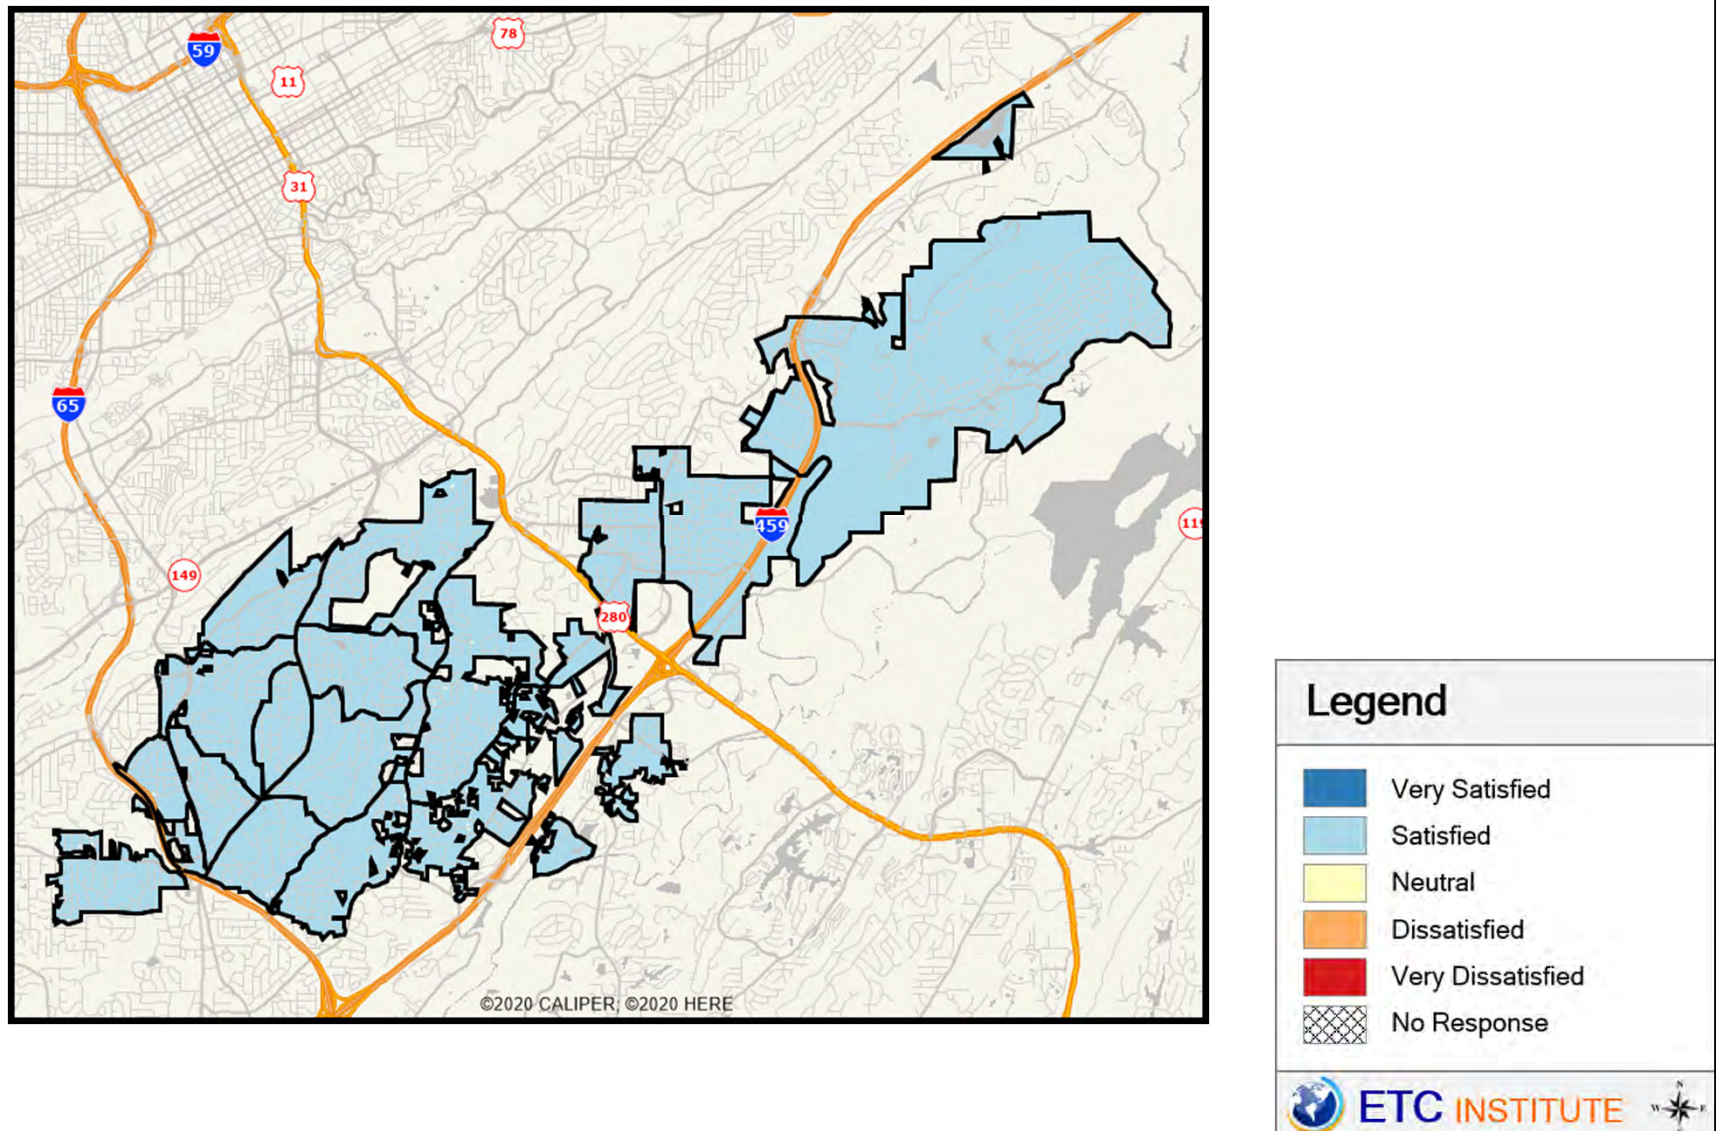 59
78
11
31
65
149
280
459
119
©2020 CALIPER; ©2020 HERE
Legend
Very Satisfied
Satisfied
Neutral
Dissatisfied
Very Dissatisfied
No Response
ETC INSTITUTE
N
W E